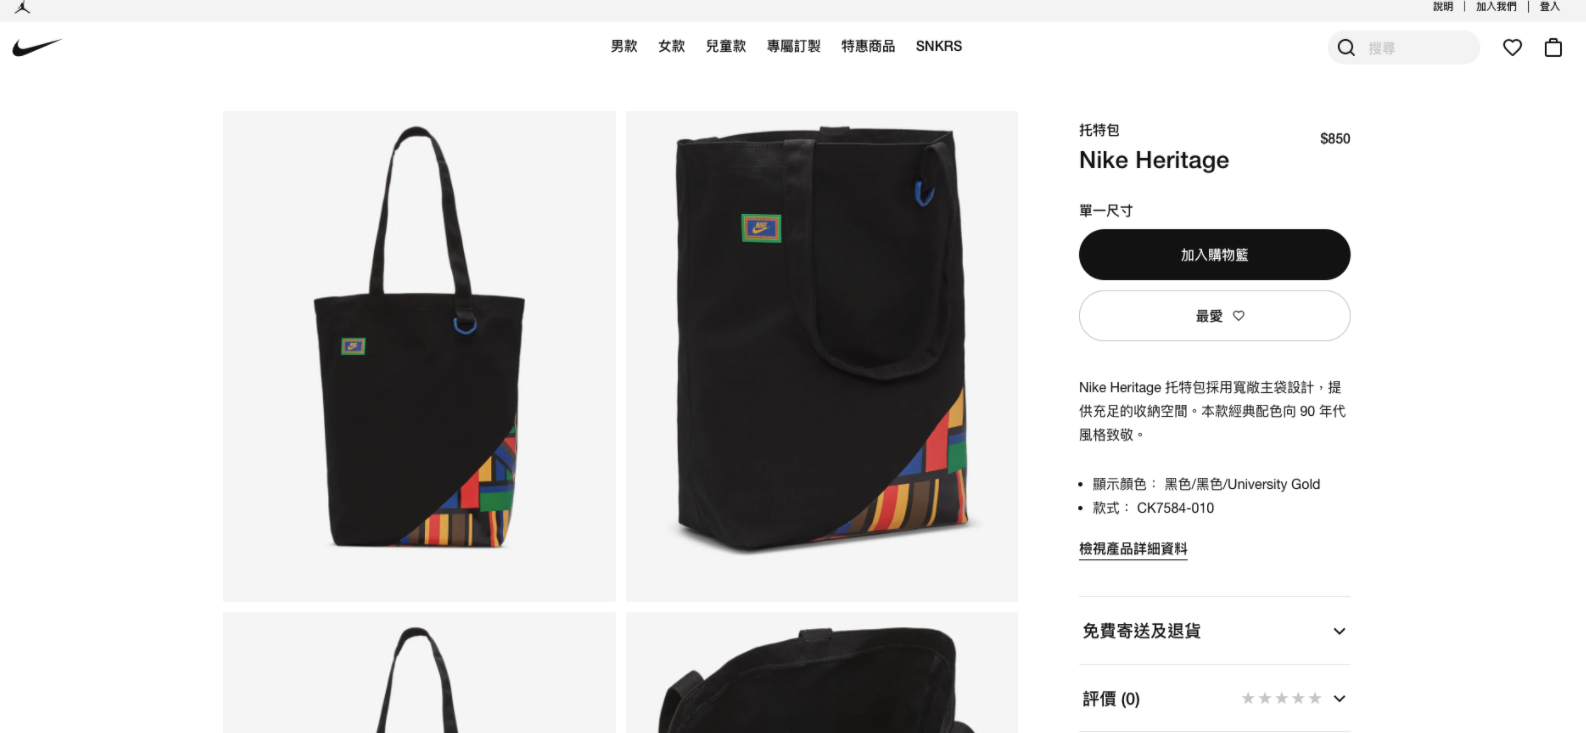 說明 | 加入我們 | 登入
男款 女款 兒童款 專屬訂製 特惠商品 SNKRS
搜尋
托特包
$850
Nike Heritage
單一尺寸
加入購物籃
最愛
Nike Heritage 托特包採用寬敞主袋設計，提
供充足的收納空間。本款經典配色向 90 年代
風格致敬。
• 顯示顏色： 黑色/黑色/University Gold
• 款式： CK7584-010
檢視產品詳細資料
免費寄送及退貨
評價 (0)